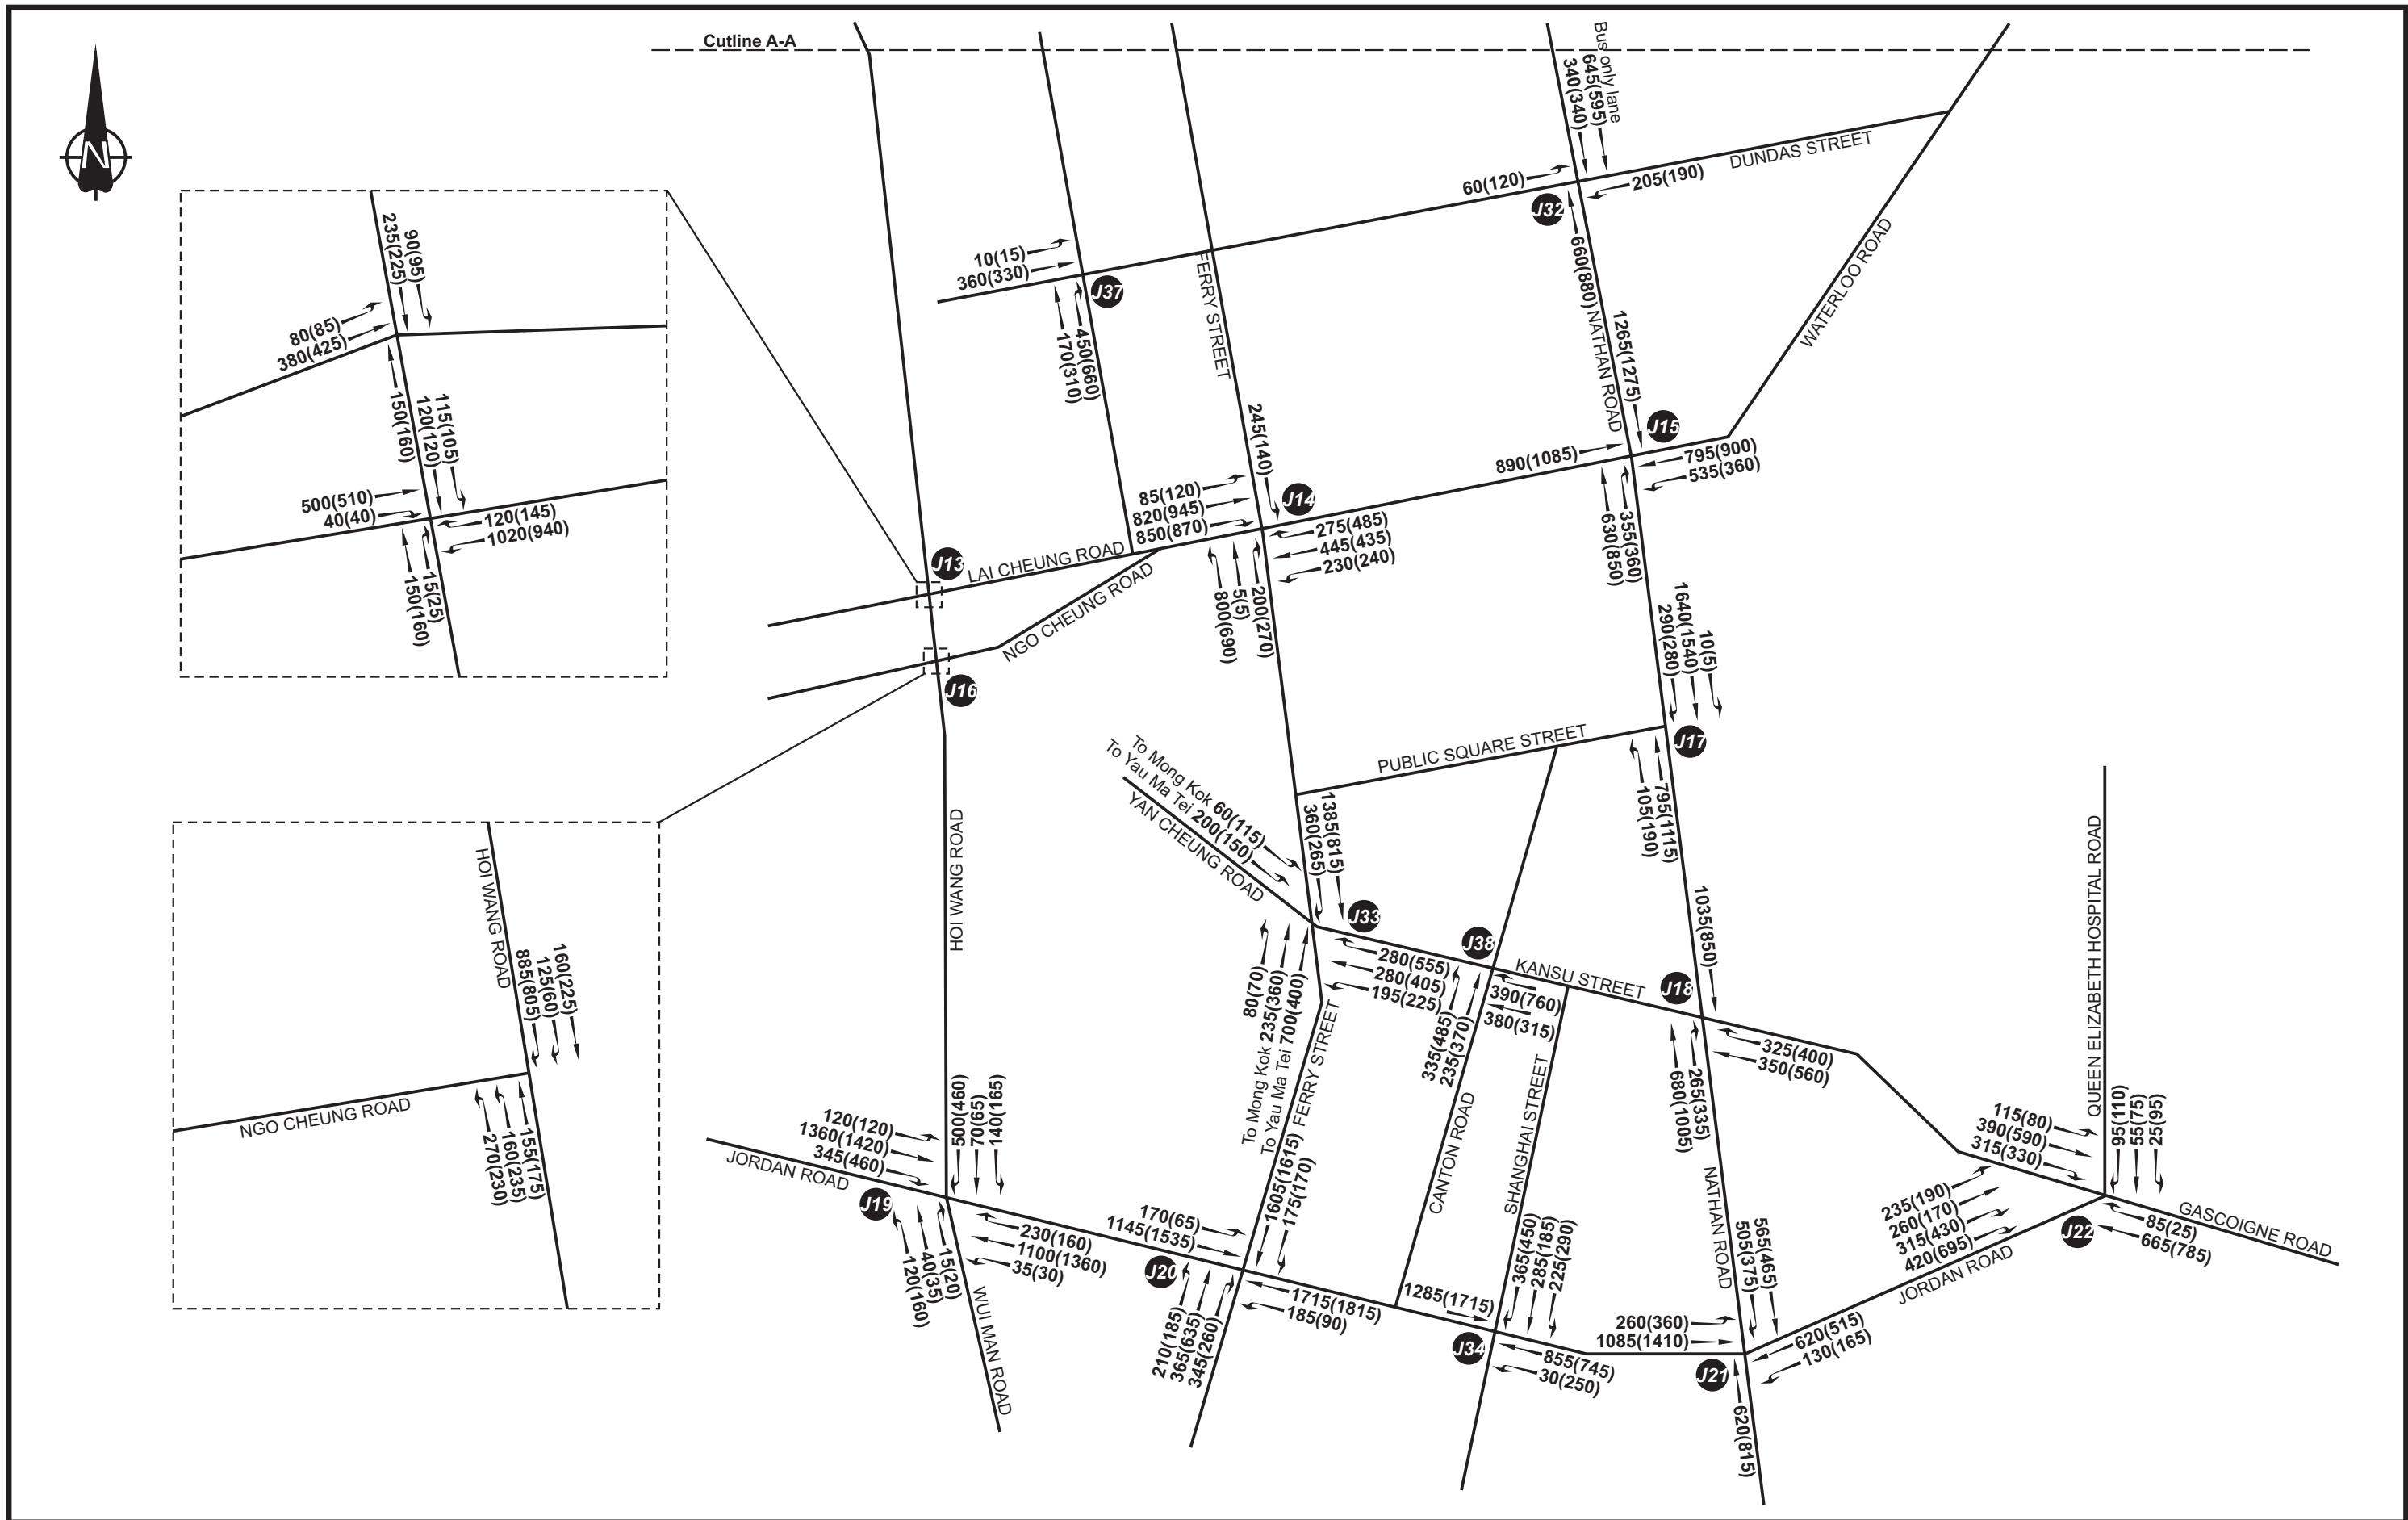 Cutline A-A
Bus only lane
645(595)
340(340)
N
DUNDAS STREET
60(120)
205(190)
J32
660(880)
NATHAN ROAD
1265(1275)
WATERLOO ROAD
10(15)
360(330)
J37
450(660)
170(310)
FERRY STREET
245(140)
90(95)
235(225)
80(85)
380(425)
150(160)
115(105)
120(120)
500(510)
40(40)
120(145)
1020(940)
15(25)
150(160)
J15
890(1085)
795(900)
535(360)
355(360)
630(850)
J14
85(120)
820(945)
850(870)
275(485)
445(435)
230(240)
200(270)
5(5)
800(690)
J13
LAI CHEUNG ROAD
NGO CHEUNG ROAD
J16
10(5)
1640(1540)
290(280)
J17
PUBLIC SQUARE STREET
795(1115)
105(190)
To Mong Kok 60(115)
To Yau Ma Tei 200(150)
YAN CHEUNG ROAD
1385(815)
360(265)
HOI WANG ROAD
HOI WANG ROAD
160(225)
125(60)
885(805)
NGO CHEUNG ROAD
155(175)
160(235)
270(230)
J33
J38
KANSU STREET
J18
1035(850)
280(555)
280(405)
195(225)
80(70)
To Mong Kok 235(360)
To Yau Ma Tei 700(400)
FERRY STREET
390(760)
380(315)
335(485)
235(370)
325(400)
350(560)
265(335)
680(1005)
QUEEN ELIZABETH HOSPITAL ROAD
CANTON ROAD
SHANGHAI STREET
NATHAN ROAD
115(80)
390(590)
315(330)
95(110)
55(75)
25(95)
500(460)
70(65)
140(165)
120(120)
1360(1420)
345(460)
JORDAN ROAD
J19
230(160)
1100(1360)
35(30)
15(20)
40(35)
120(160)
WUI MAN ROAD
1605(1615)
175(170)
170(65)
1145(1535)
J20
1715(1815)
185(90)
210(185)
365(635)
345(260)
1285(1715)
365(450)
285(185)
225(290)
J34
855(745)
30(250)
565(465)
505(375)
260(360)
1085(1410)
J21
620(515)
130(165)
620(815)
235(190)
260(170)
315(430)
420(695)
JORDAN ROAD
J22
85(25)
665(785)
GASCOIGNE ROAD